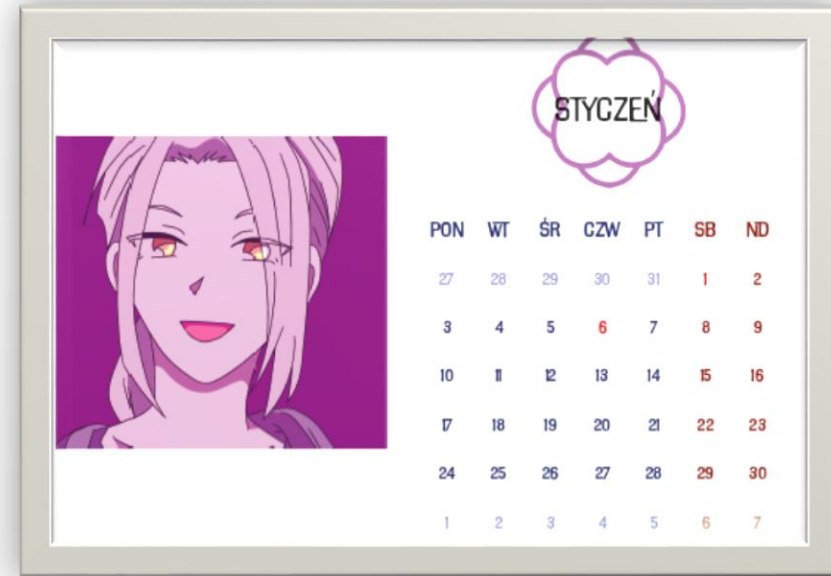 STYCZEŃ
PON WT ŚR CZW PT SB ND
27 28 29 30 31 1 2
3 4 5 6 7 8 9
10 11 12 13 14 15 16
17 18 19 20 21 22 23
24 25 26 27 28 29 30
1 2 3 4 5 6 7